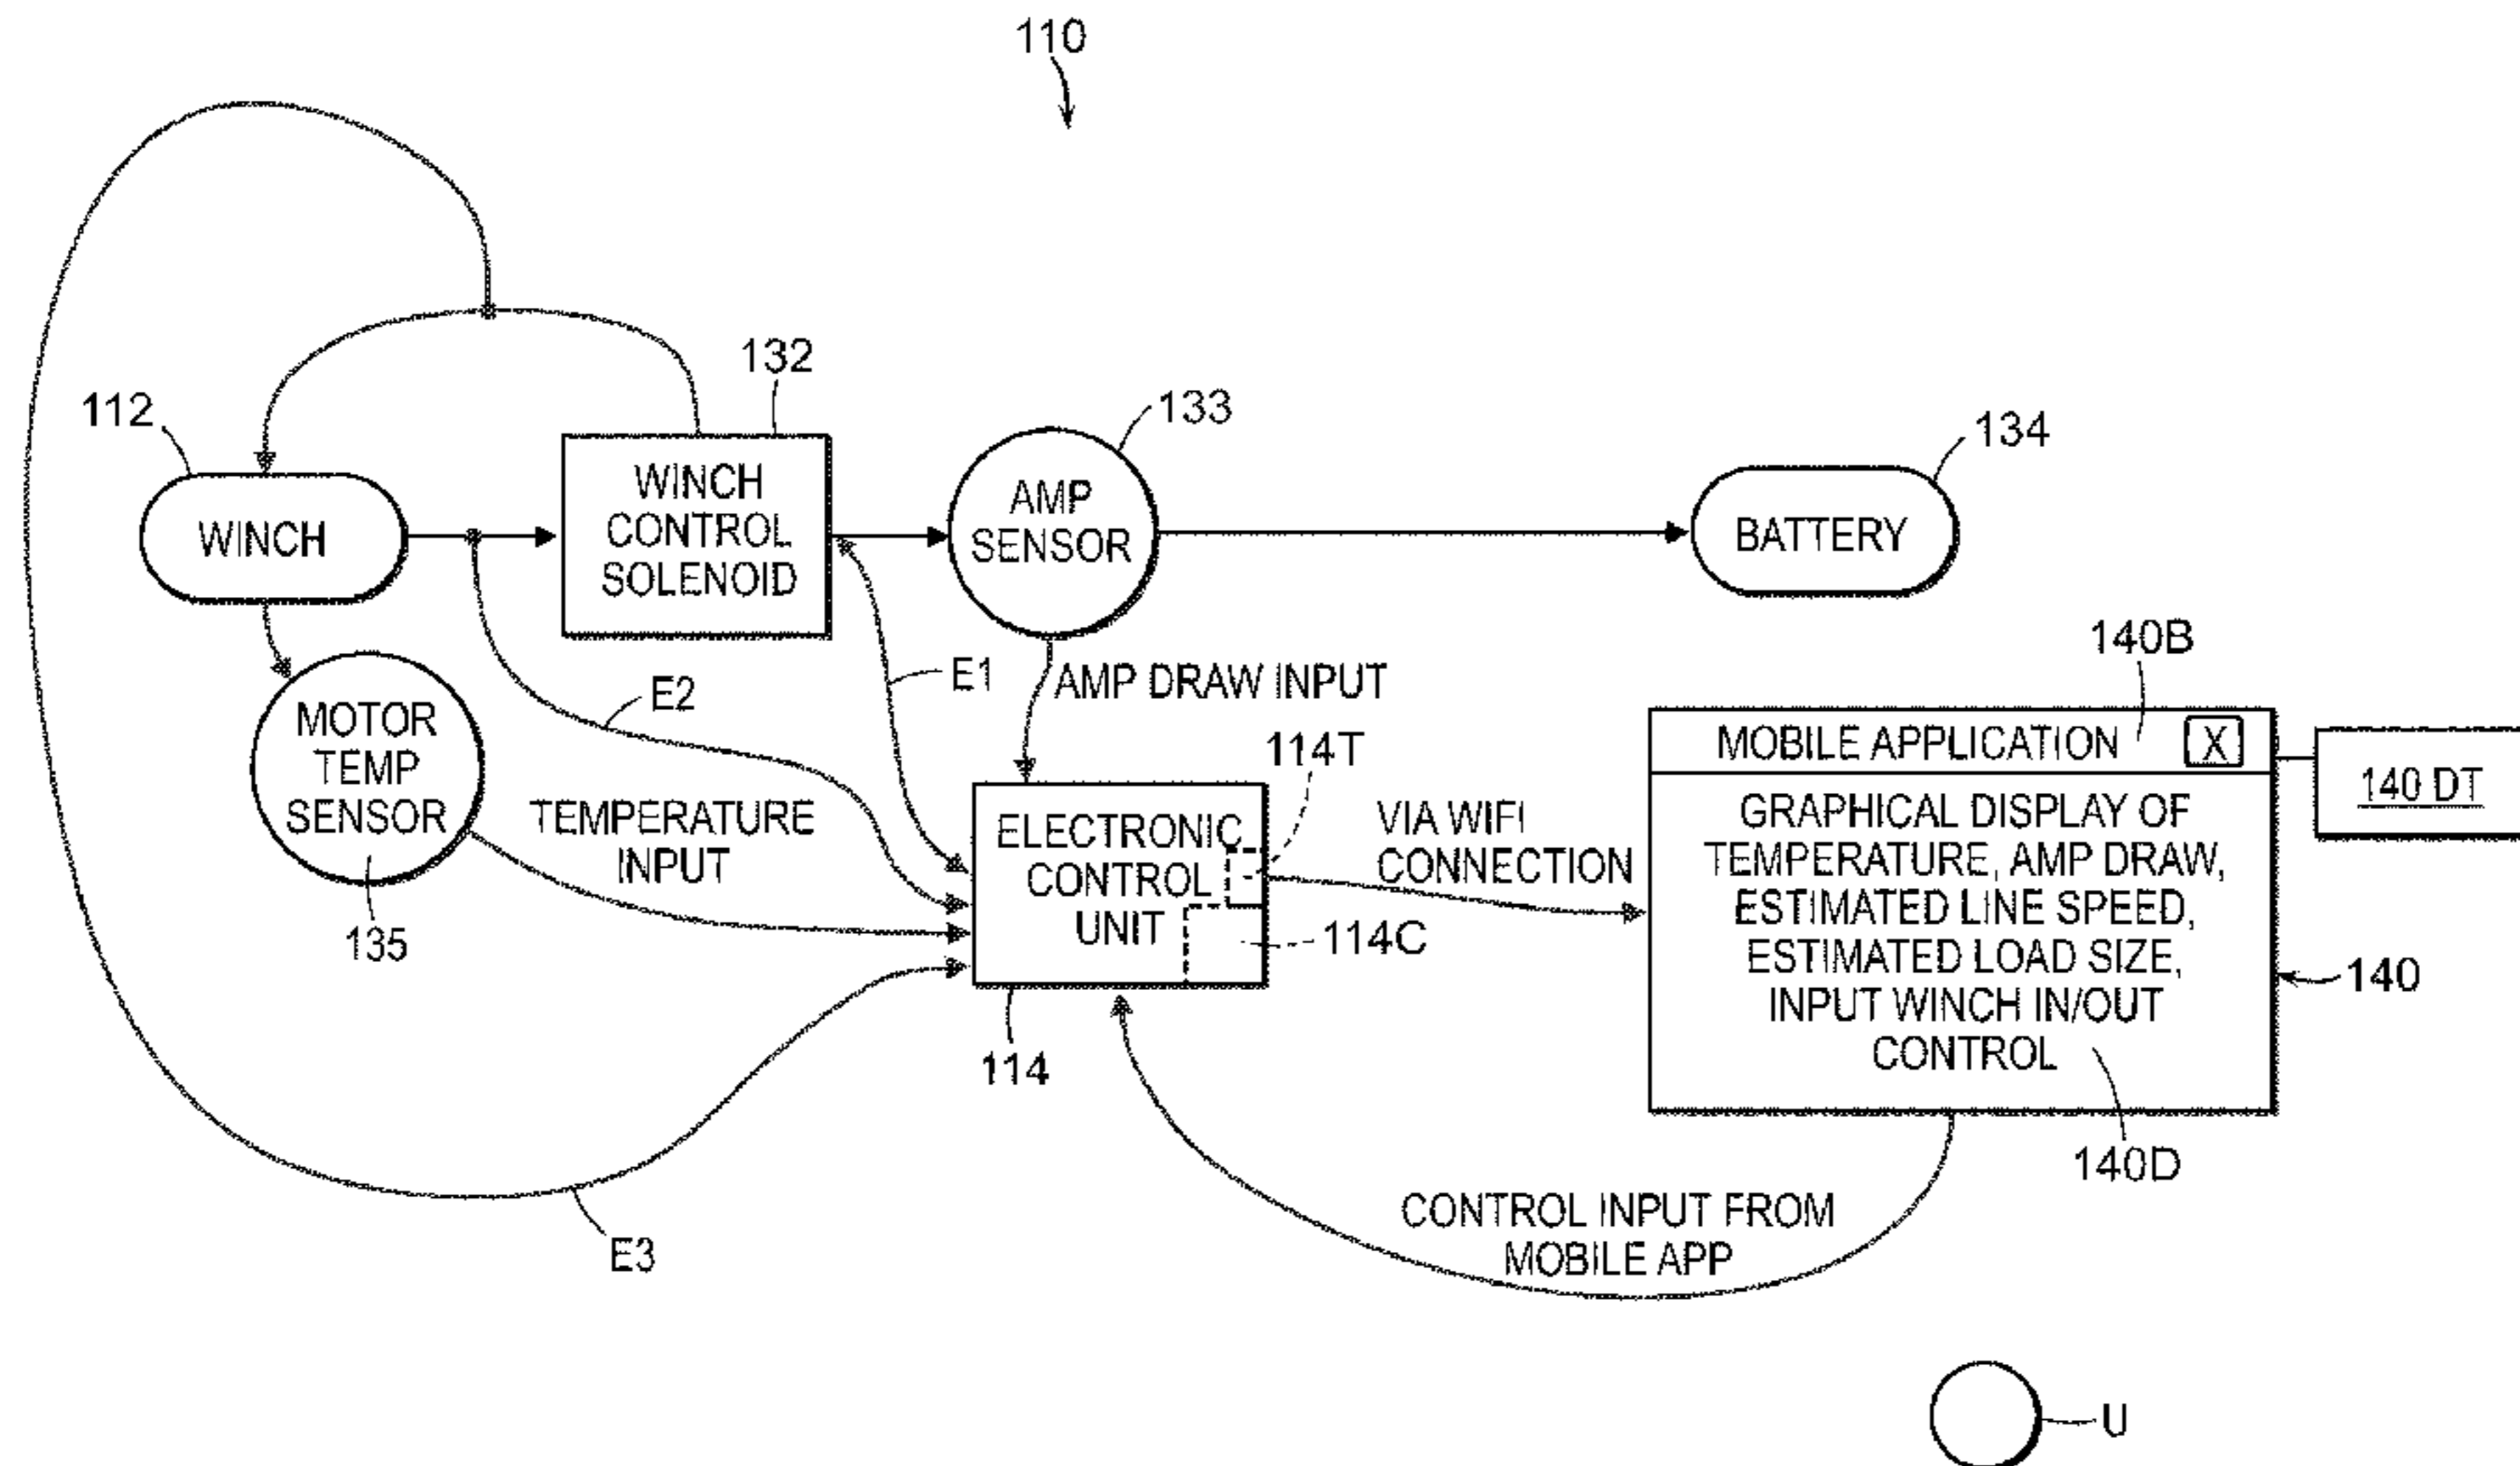 110
132
112
133
134
WINCH
CONTROL
SOLENOID
AMP
SENSOR
WINCH
BATTERY
140B
E1
AMP DRAW INPUT
E2
114T
MOTOR
TEMP
SENSOR
135
TEMPERATURE
INPUT
ELECTRONIC
CONTROL
UNIT
VIA WIFI
CONNECTION
114C
114
MOBILE APPLICATION X
140 DT
GRAPHICAL DISPLAY OF
TEMPERATURE, AMP DRAW,
ESTIMATED LINE SPEED,
ESTIMATED LOAD SIZE,
INPUT WINCH IN/OUT
CONTROL
140
140D
CONTROL INPUT FROM
MOBILE APP
E3
U